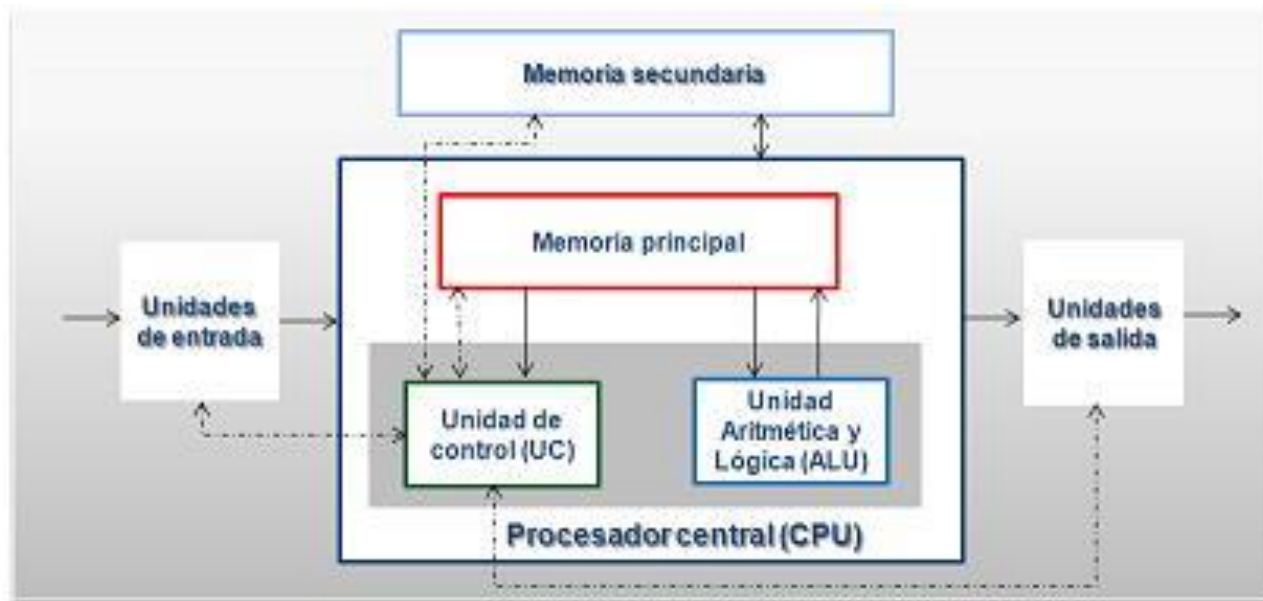 Memoria secundaria
Memoria principal
Unidades
de entrada
Unidades
de salida
Unidad de
control (UC)
Unidad
Aritmética y
Lógica (ALU)
Procesador central (CPU)